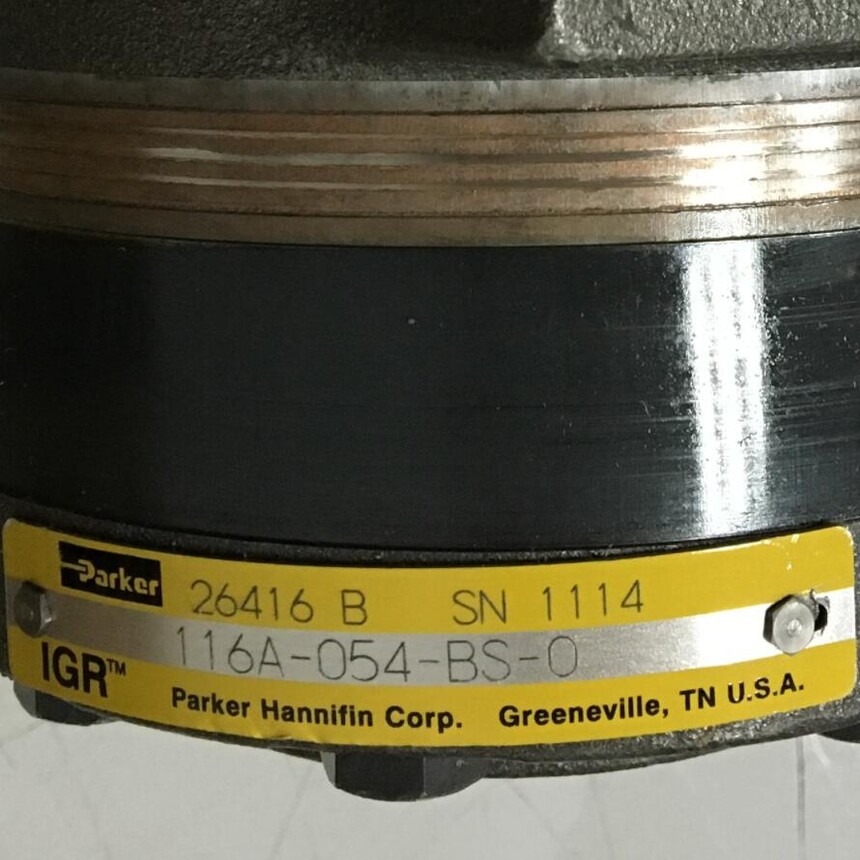 Parker
26416 B SN 1114
116A-054-BS-0
IGR™
Parker Hannifin Corp. Greeneville, TN U.S.A.